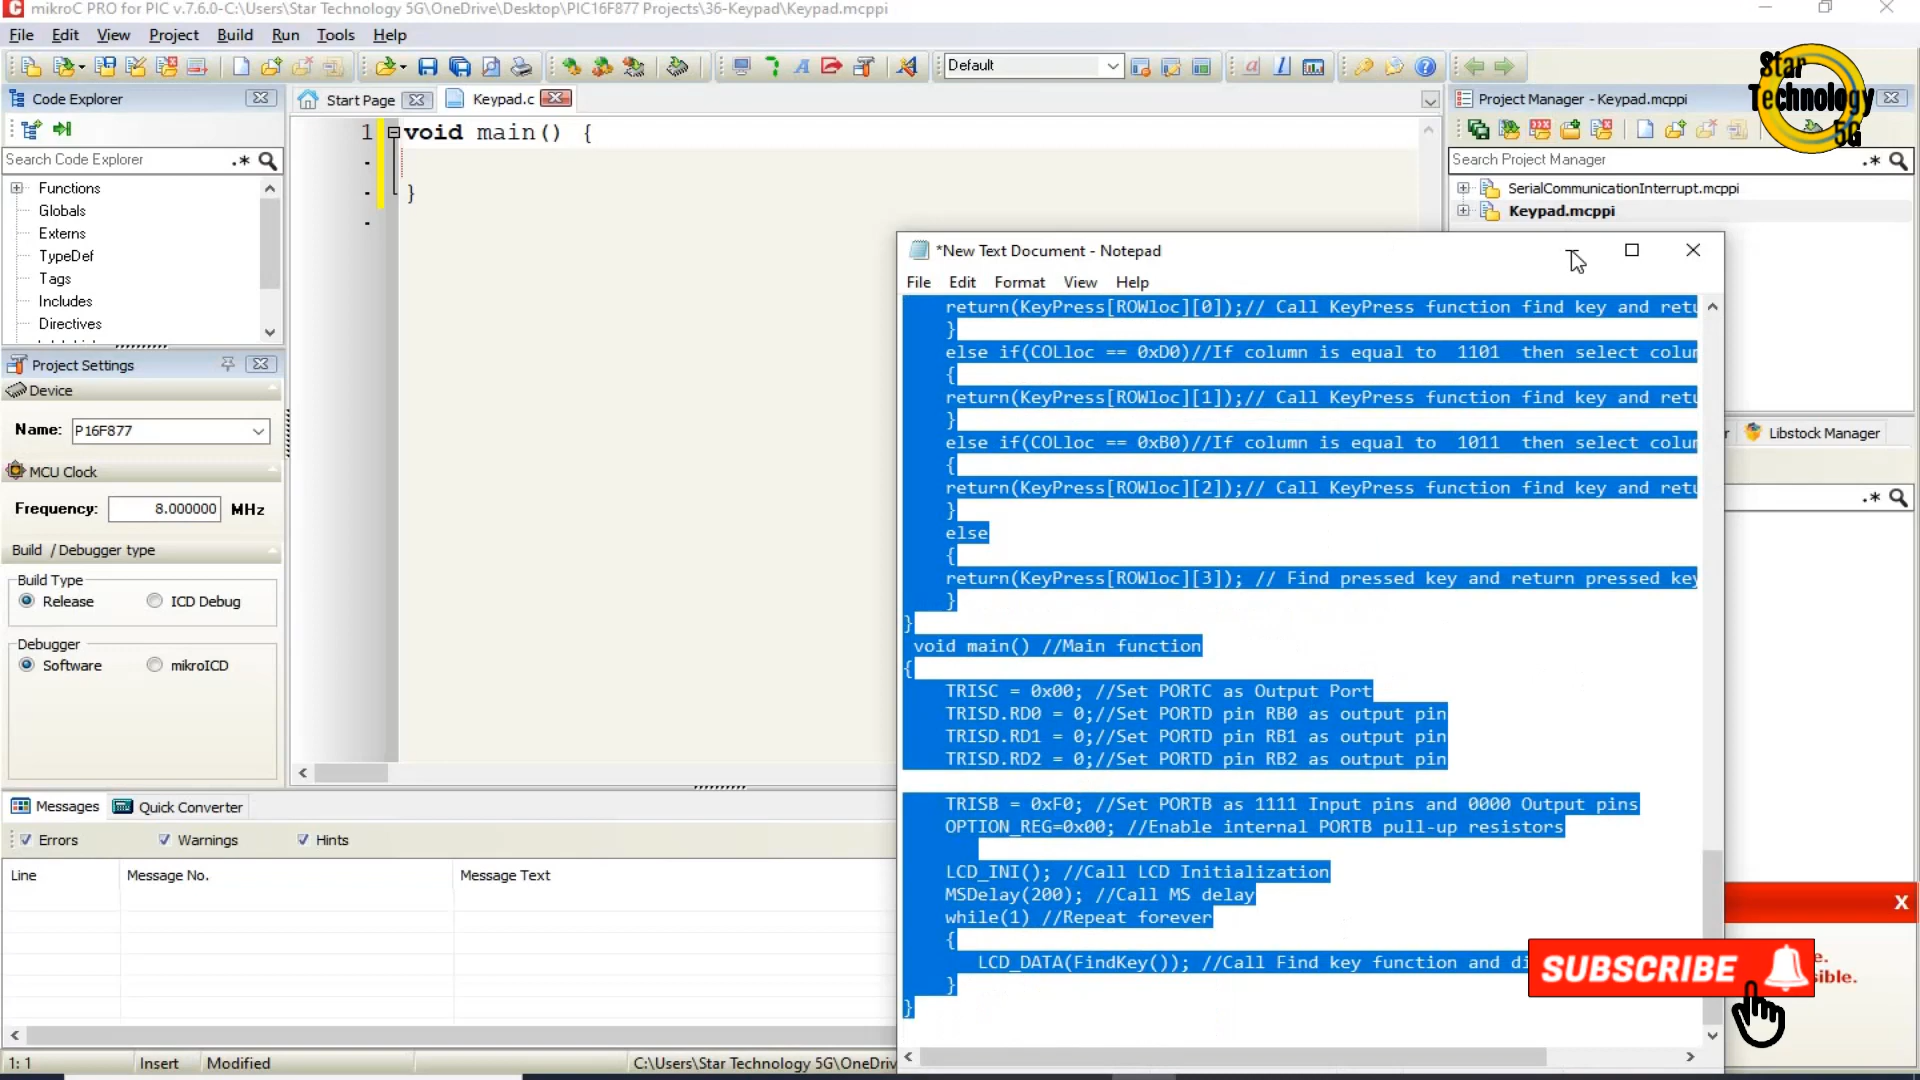 mikroC PRO for PIC v.7.6.0-C:\Users\Star Technology 5G\OneDrive\Desktop\PIC16F877 Projects\36-Keypad\Keypad.mcppi
File Edit View Project Build Run Tools Help
Default
Star Technology 5G
Code Explorer
Start Page
Keypad.c
Project Manager - Keypad.mcppi
Search Code Explorer
Search Project Manager
Functions
Globals
Externs
TypeDef
Tags
Includes
Directives
1 void main() {
}
SerialCommunicationInterrupt.mcppi
Keypad.mcppi
Project Settings
Device
Name: P16F877
MCU Clock
Frequency: 8.000000 MHz
Build / Debugger type
Build Type
Release ICD Debug
Debugger
Software mikroICD
Libstock Manager
*New Text Document - Notepad
File Edit Format View Help
return(KeyPress[ROWloc][0]);// Call KeyPress function find key and retu
}
else if(COLloc == 0xD0)//If column is equal to  1101  then select colum
{
return(KeyPress[ROWloc][1]);// Call KeyPress function find key and retu
}
else if(COLloc == 0xB0)//If column is equal to  1011  then select colum
{
return(KeyPress[ROWloc][2]);// Call KeyPress function find key and retu
}
else
{
return(KeyPress[ROWloc][3]); // Find pressed key and return pressed key
}
}
void main() //Main function
{
TRISC = 0x00; //Set PORTC as Output Port
TRISD.RD0 = 0;//Set PORTD pin RB0 as output pin
TRISD.RD1 = 0;//Set PORTD pin RB1 as output pin
TRISD.RD2 = 0;//Set PORTD pin RB2 as output pin
TRISB = 0xF0; //Set PORTB as 1111 Input pins and 0000 Output pins
OPTION_REG=0x00; //Enable internal PORTB pull-up resistors
LCD_INI(); //Call LCD Initialization
MSDelay(200); //Call MS delay
while(1) //Repeat forever
{
LCD_DATA(FindKey()); //Call Find key function and di
}
}
Messages Quick Converter
Errors Warnings Hints
Line Message No. Message Text
1: 1 Insert Modified C:\Users\Star Technology 5G\OneDriv
X
SUBSCRIBE